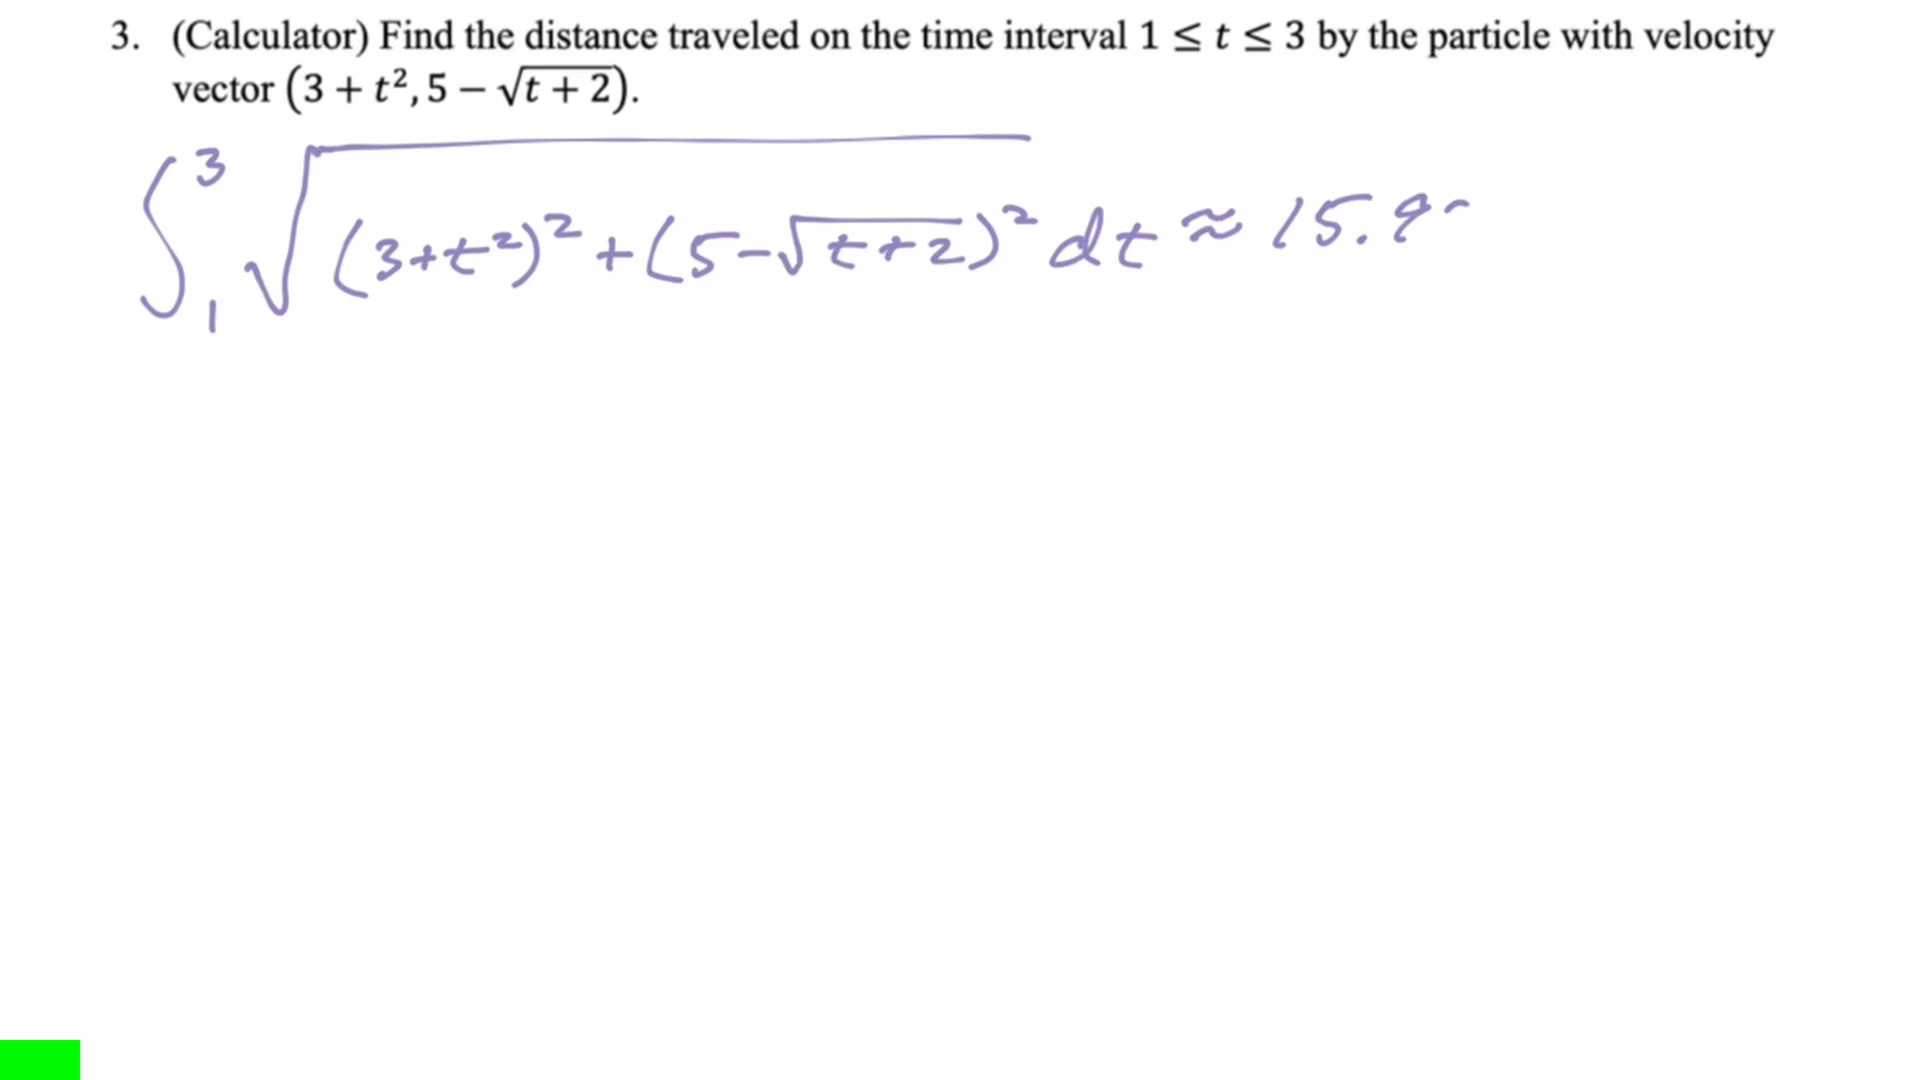 3. (Calculator) Find the distance traveled on the time interval 1 ≤ t ≤ 3 by the particle with velocity
vector (3 + t², 5 − √(t + 2)).
∫₁³ √((3+t²)² + (5−√(t+2))²) dt ≈ 15.9